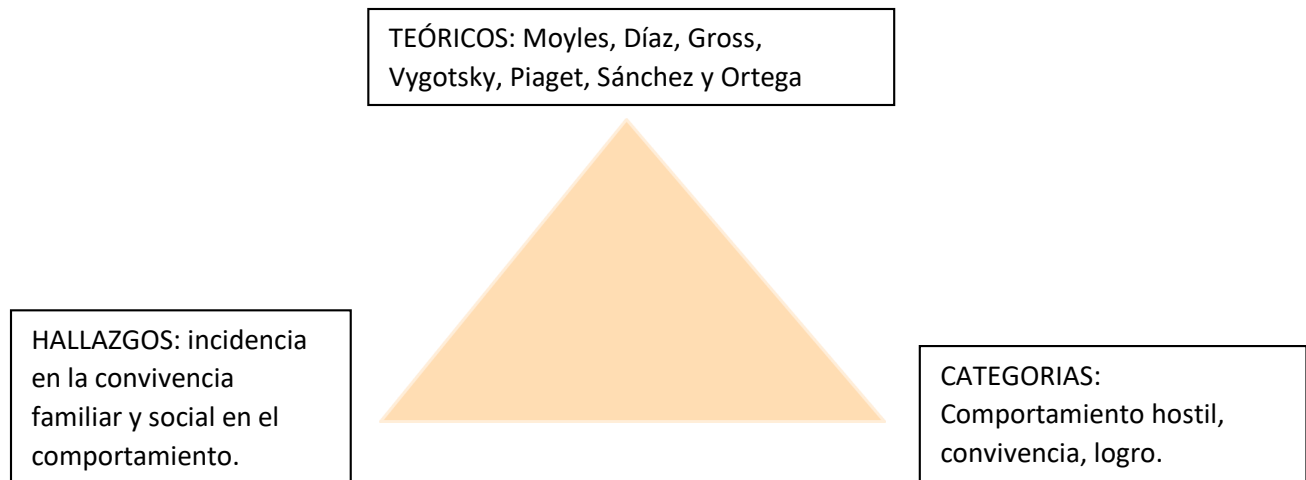 TEÓRICOS: Moyles, Díaz, Gross,
Vygotsky, Piaget, Sánchez y Ortega
HALLAZGOS: incidencia
en la convivencia
familiar y social en el
comportamiento.
CATEGORIAS:
Comportamiento hostil,
convivencia, logro.